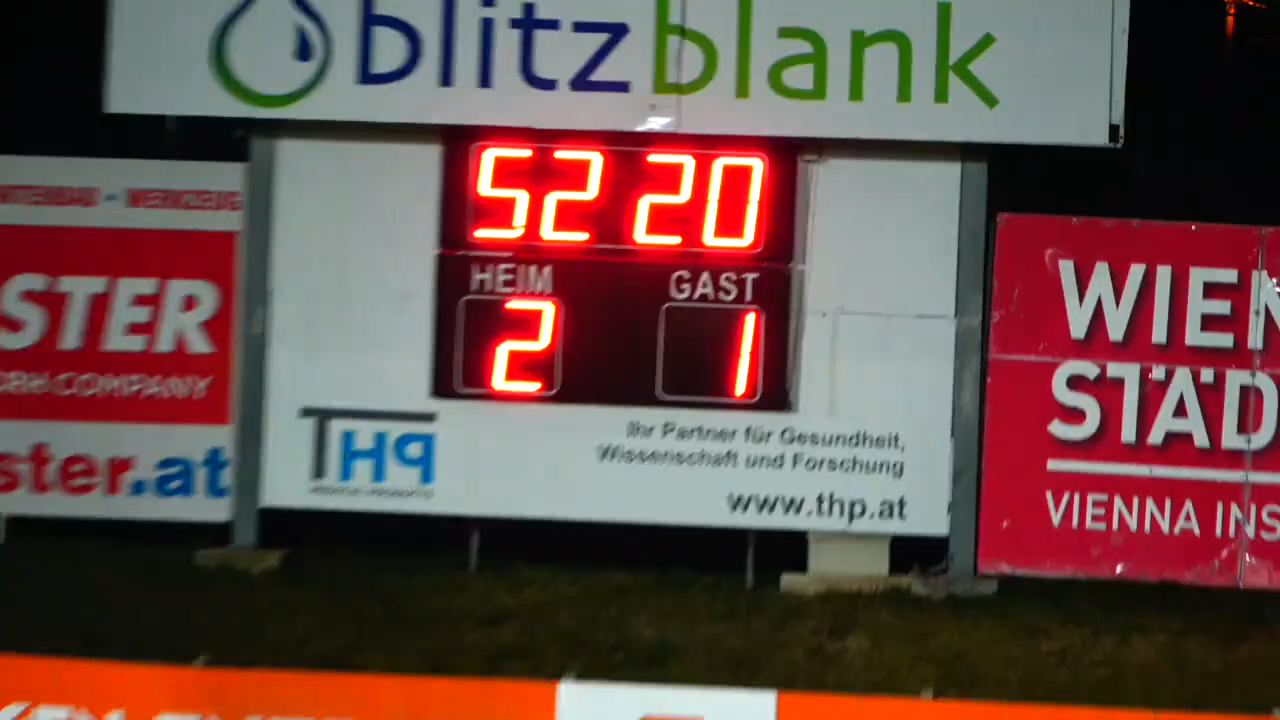 blitzblank
52 20
HEIM GAST
2 1
THP
Ihr Partner für Gesundheit,
Wissenschaft und Forschung
www.thp.at
STER
COMPANY
ster.at
WIEN
STÄD
VIENNA INS